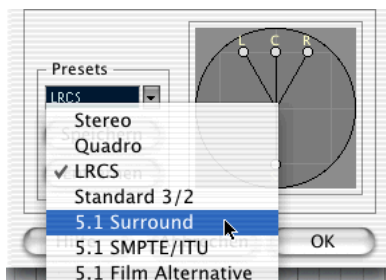 L C R
Presets
LRCS
Stereo
Quadro
✓ LRCS
Standard 3/2
5.1 Surround
5.1 SMPTE/ITU
5.1 Film Alternative
OK